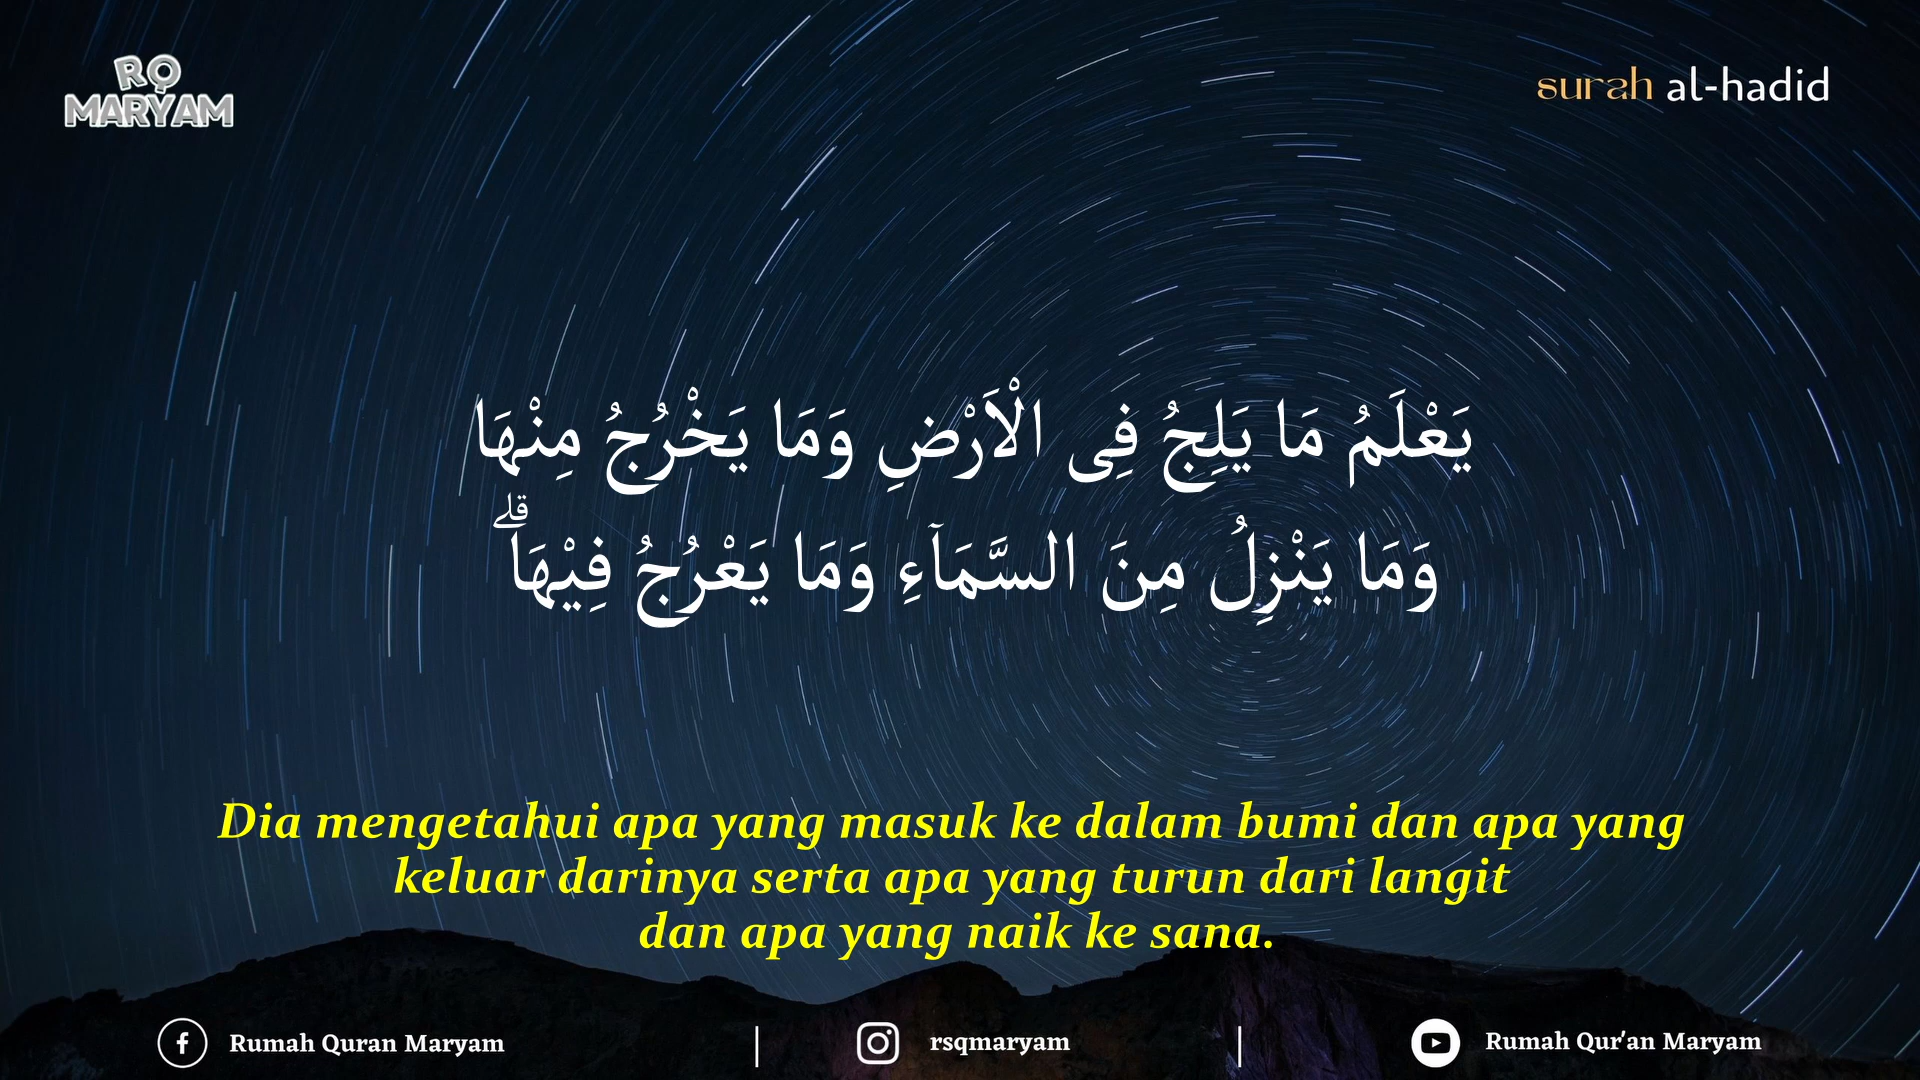 RQ
MARYAM
surah al-hadid
يَعْلَمُ مَا يَلِجُ فِى الْاَرْضِ وَمَا يَخْرُجُ مِنْهَا
وَمَا يَنْزِلُ مِنَ السَّمَاۤءِ وَمَا يَعْرُجُ فِيْهَاۗ
Dia mengetahui apa yang masuk ke dalam bumi dan apa yang
keluar darinya serta apa yang turun dari langit
dan apa yang naik ke sana.
Rumah Quran Maryam | rsqmaryam | Rumah Qur'an Maryam